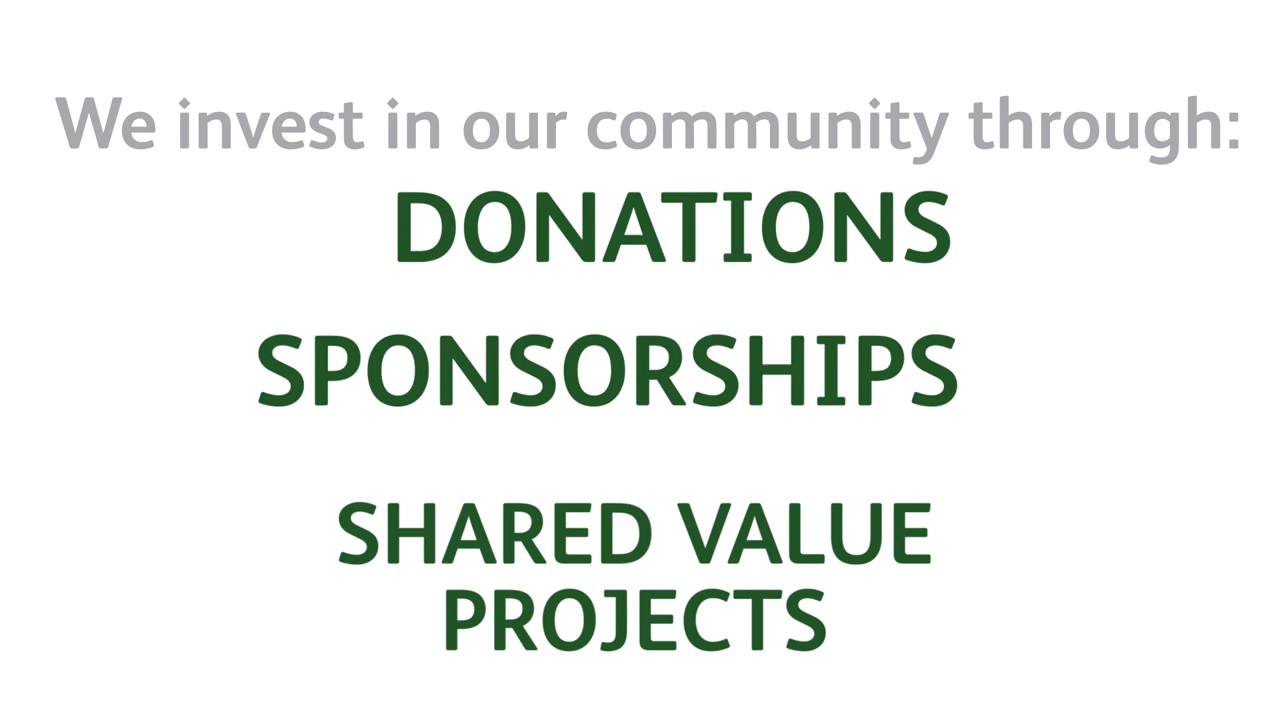 We invest in our community through:
DONATIONS
SPONSORSHIPS
SHARED VALUE
PROJECTS